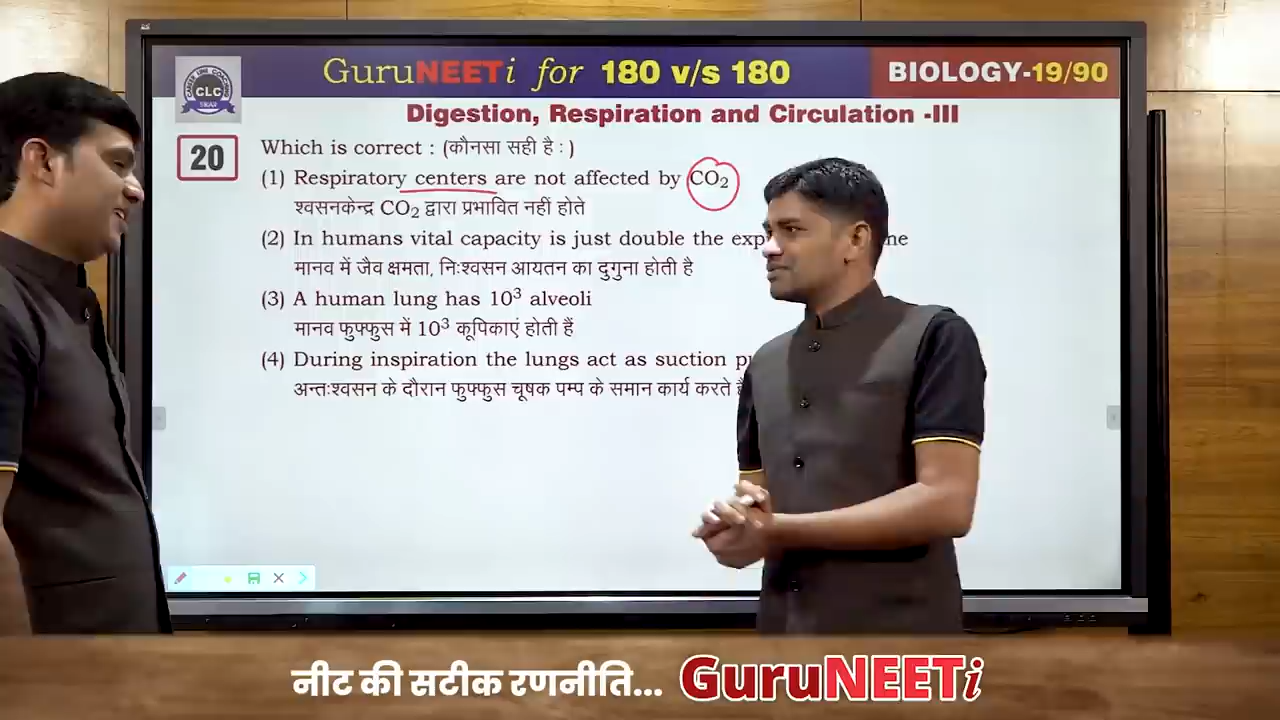 GuruNEETi for 180 v/s 180
BIOLOGY-19/90
CLC
SIKAR
Digestion, Respiration and Circulation -III
20
Which is correct : (कौनसा सही है : )
(1) Respiratory centers are not affected by CO2
श्वसनकेन्द्र CO2 द्वारा प्रभावित नहीं होते
(2) In humans vital capacity is just double the
मानव में जैव क्षमता, निःश्वसन आयतन का दुगुना होती है
(3) A human lung has 10³ alveoli
मानव फुफ्फुस में 10³ कूपिकाएं होती हैं
(4) During inspiration the lungs act as suction
अन्तःश्वसन के दौरान फुफ्फुस चूषक पम्प के समान कार्य करते
नीट की सटीक रणनीति... GuruNEETi